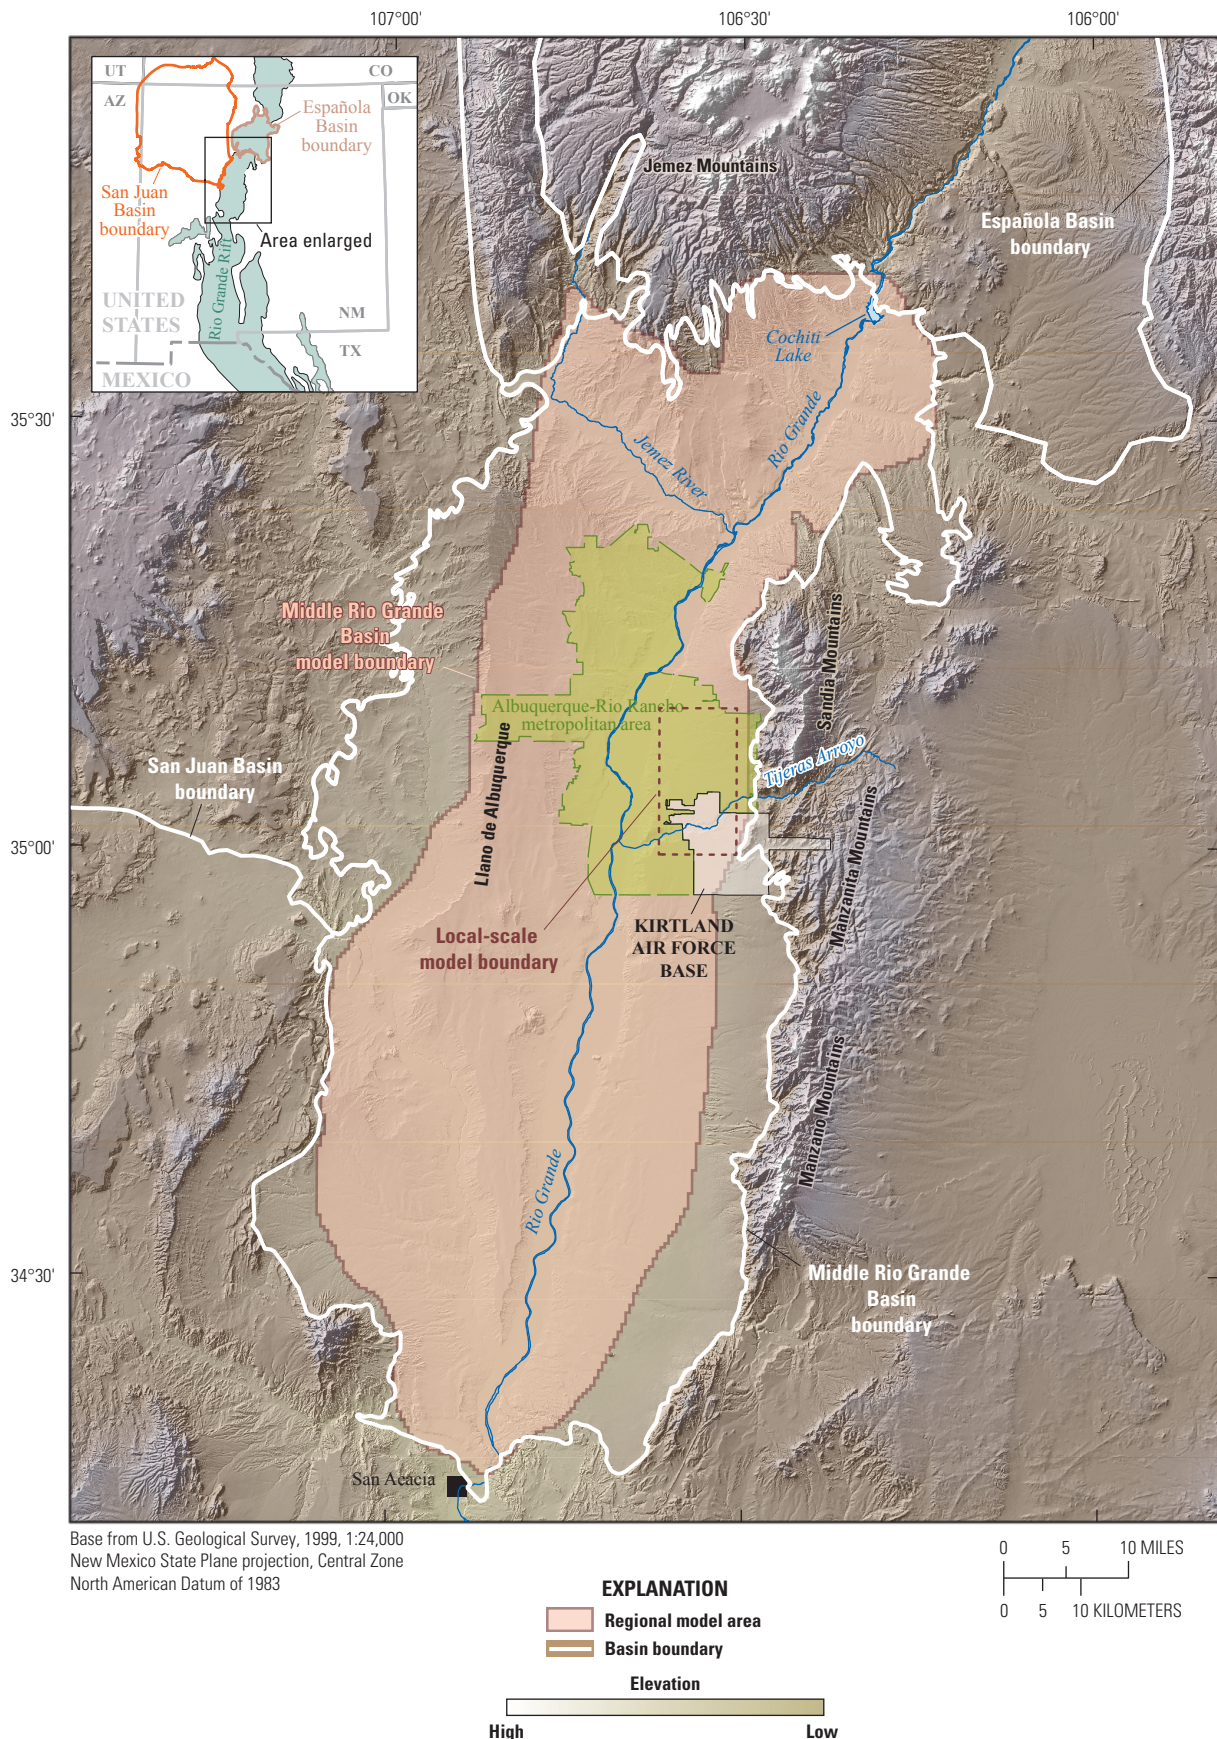 107°00'
106°30'
106°00'
UT
CO
AZ
OK
Española
Basin
boundary
San Juan
Basin
boundary
Area enlarged
Rio Grande Rift
UNITED
STATES
NM
TX
MEXICO
Jemez Mountains
Española Basin
boundary
Cochiti
Lake
35°30'
Rio Grande
Jemez River
Middle Rio Grande
Basin
model boundary
Sandia Mountains
Albuquerque-Rio Rancho
metropolitan area
Llano de Albuquerque
Tijeras Arroyo
San Juan Basin
boundary
35°00'
Manzanita Mountains
Local-scale
model boundary
KIRTLAND
AIR FORCE
BASE
Manzano Mountains
Rio Grande
34°30'
Middle Rio Grande
Basin
boundary
San Acacia
Base from U.S. Geological Survey, 1999, 1:24,000
New Mexico State Plane projection, Central Zone
North American Datum of 1983
0 5 10 MILES
0 5 10 KILOMETERS
EXPLANATION
Regional model area
Basin boundary
Elevation
High Low